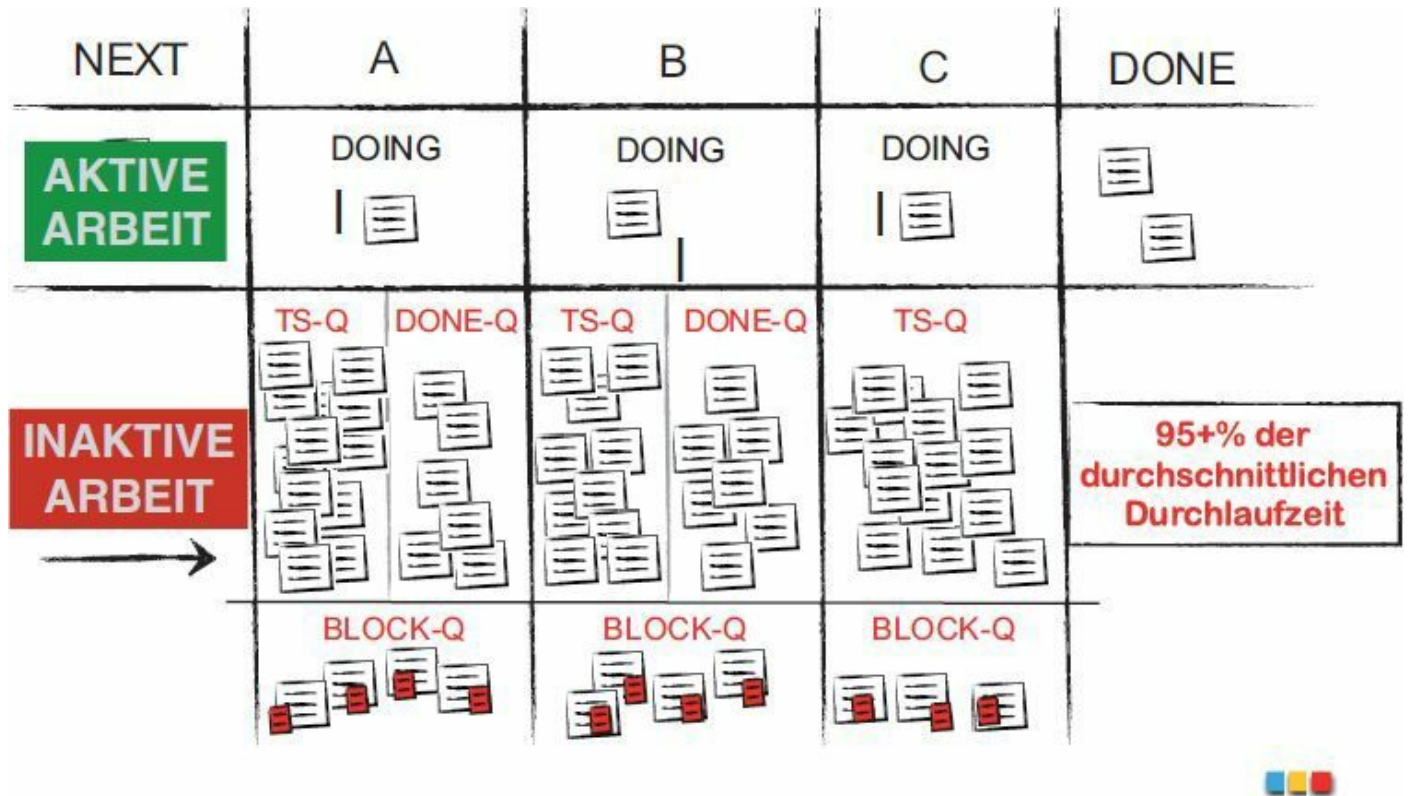 NEXT A B C DONE
AKTIVE
ARBEIT
DOING DOING DOING
TS-Q DONE-Q TS-Q DONE-Q TS-Q
INAKTIVE
ARBEIT
95+% der
durchschnittlichen
Durchlaufzeit
BLOCK-Q BLOCK-Q BLOCK-Q